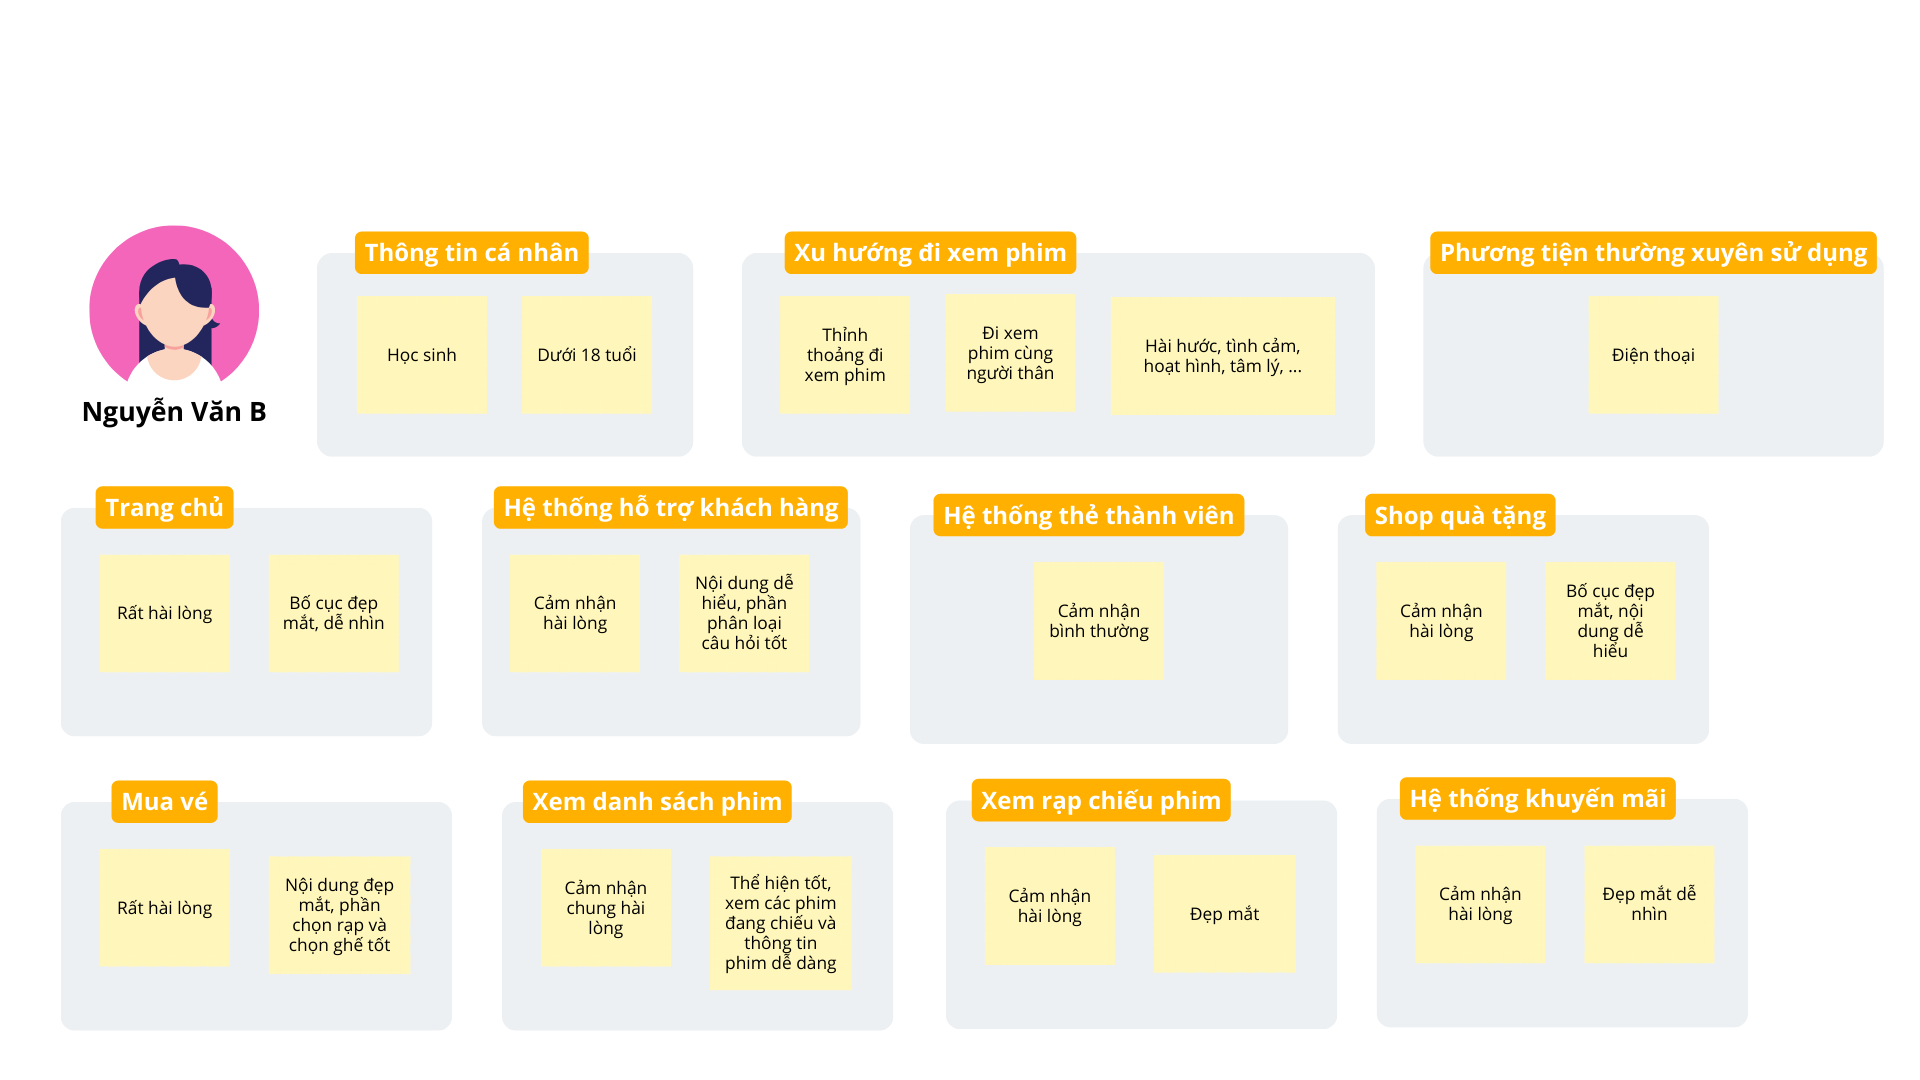 Nguyễn Văn B
Thông tin cá nhân
Học sinh
Dưới 18 tuổi
Xu hướng đi xem phim
Thỉnh
thoảng đi
xem phim
Đi xem
phim cùng
người thân
Hài hước, tình cảm,
hoạt hình, tâm lý, ...
Phương tiện thường xuyên sử dụng
Điện thoại
Trang chủ
Rất hài lòng
Bố cục đẹp
mắt, dễ nhìn
Hệ thống hỗ trợ khách hàng
Cảm nhận
hài lòng
Nội dung dễ
hiểu, phần
phân loại
câu hỏi tốt
Hệ thống thẻ thành viên
Cảm nhận
bình thường
Shop quà tặng
Cảm nhận
hài lòng
Bố cục đẹp
mắt, nội
dung dễ
hiểu
Mua vé
Rất hài lòng
Nội dung đẹp
mắt, phần
chọn rạp và
chọn ghế tốt
Xem danh sách phim
Cảm nhận
chung hài
lòng
Thể hiện tốt,
xem các phim
đang chiếu và
thông tin
phim dễ dàng
Xem rạp chiếu phim
Cảm nhận
hài lòng
Đẹp mắt
Hệ thống khuyến mãi
Cảm nhận
hài lòng
Đẹp mắt dễ
nhìn